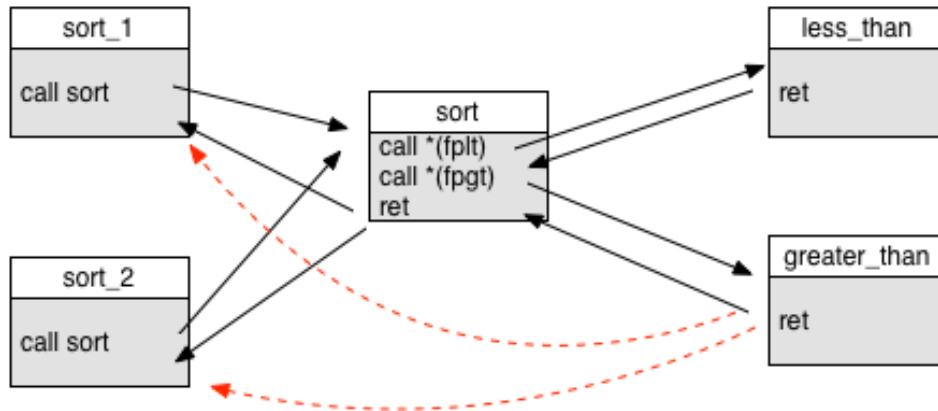 sort_1
call sort
sort_2
call sort
sort
call *(fplt)
call *(fpgt)
ret
less_than
ret
greater_than
ret